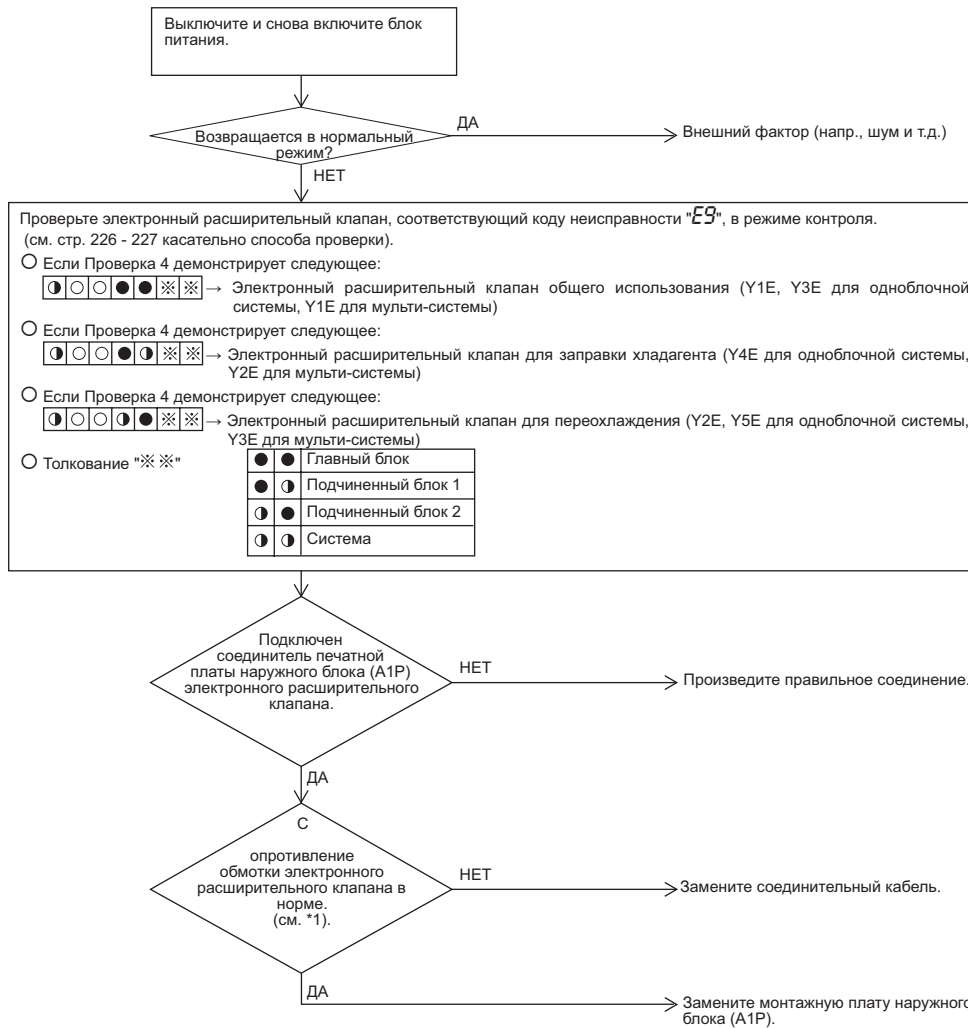 Выключите и снова включите блок
питания.
Возвращается в нормальный
режим?
ДА
Внешний фактор (напр., шум и т.д.)
НЕТ
Проверьте электронный расширительный клапан, соответствующий коду неисправности "E9", в режиме контроля.
(см. стр. 226 - 227 касательно способа проверки).
Если Проверка 4 демонстрирует следующее:
◑ ○ ○ ● ● ※ ※ → Электронный расширительный клапан общего использования (Y1E, Y3E для одноблочной
системы, Y1E для мульти-системы)
Если Проверка 4 демонстрирует следующее:
◑ ○ ○ ● ◑ ※ ※ → Электронный расширительный клапан для заправки хладагента (Y4E для одноблочной системы,
Y2E для мульти-системы)
Если Проверка 4 демонстрирует следующее:
◑ ○ ○ ◑ ● ※ ※ → Электронный расширительный клапан для переохлаждения (Y2E, Y5E для одноблочной системы,
Y3E для мульти-системы)
Толкование "※ ※"
● ● Главный блок
● ◑ Подчиненный блок 1
◑ ● Подчиненный блок 2
◑ ◑ Система
Подключен
соединитель печатной
платы наружного блока (A1P)
электронного расширительного
клапана.
НЕТ
Произведите правильное соединение.
ДА
С
опротивление
обмотки электронного
расширительного клапана в
норме.
(см. *1).
НЕТ
Замените соединительный кабель.
ДА
Замените монтажную плату наружного
блока (A1P).